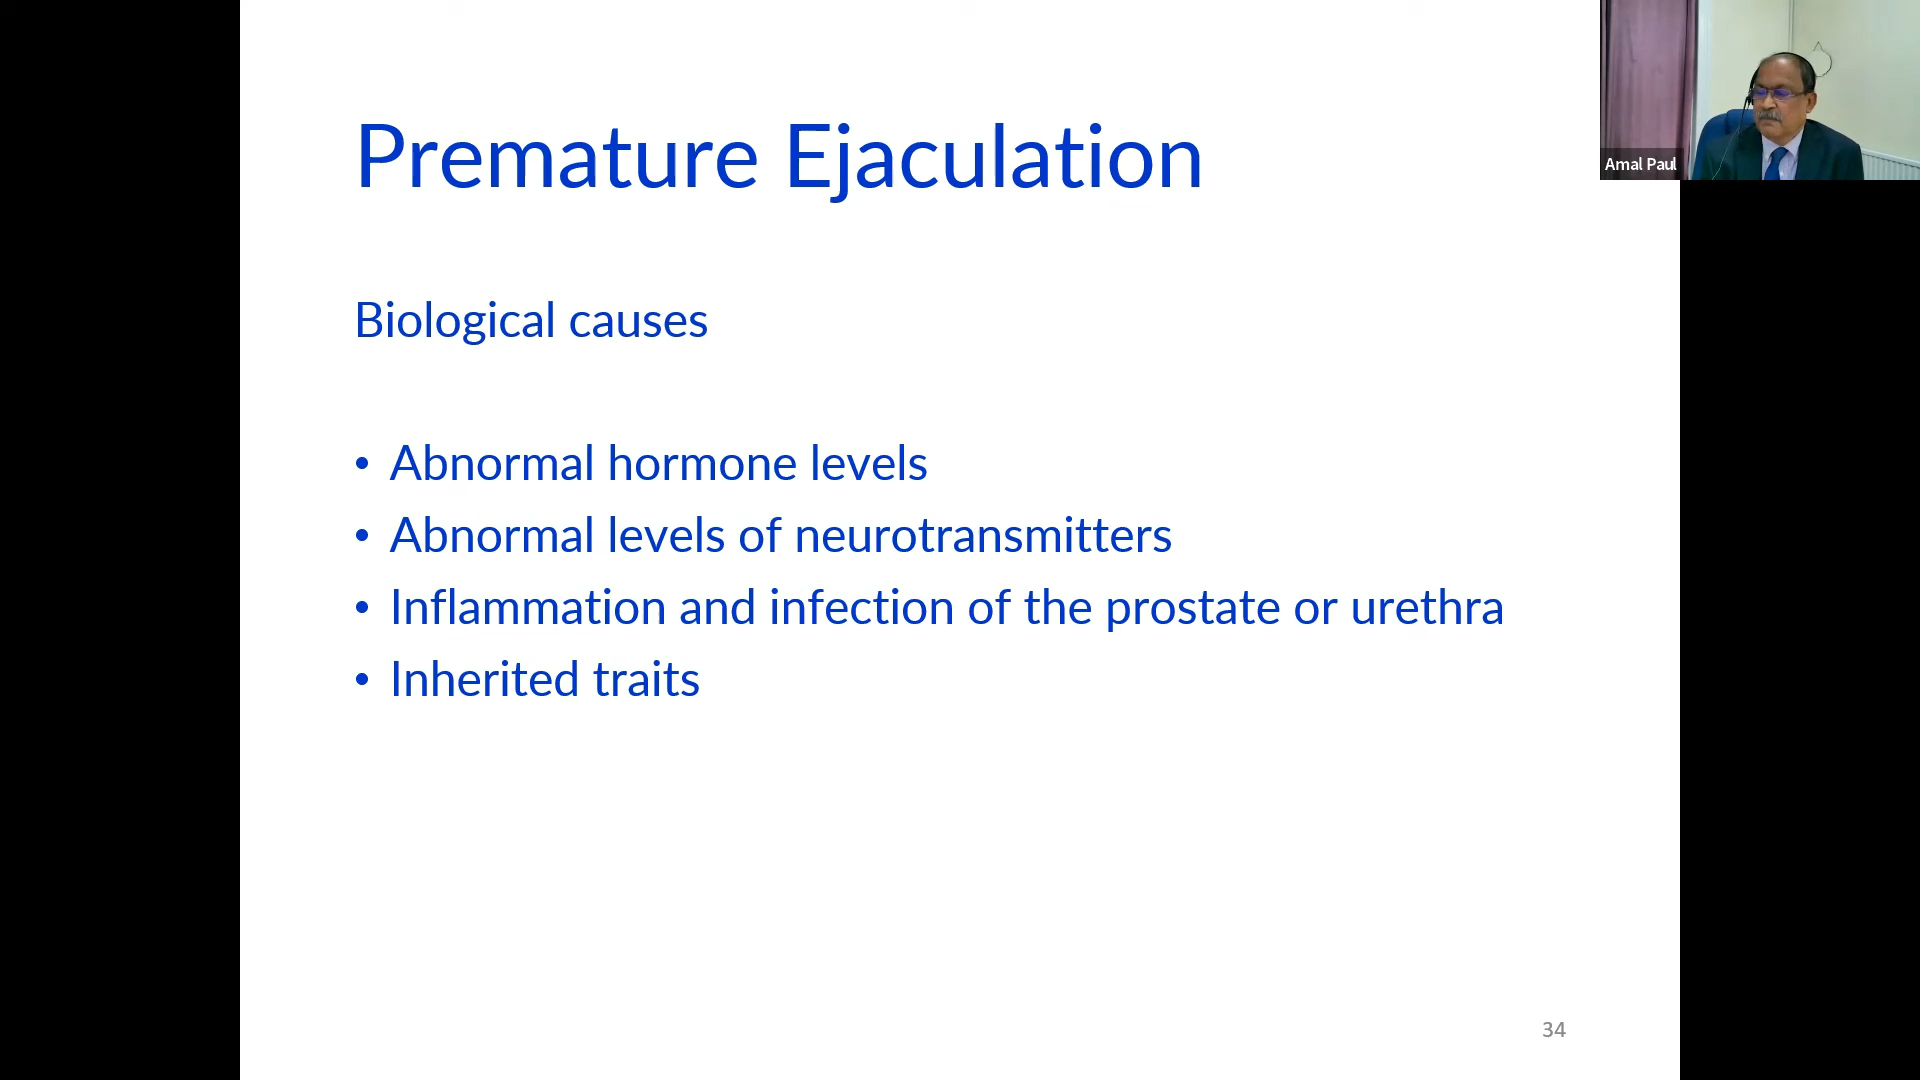 Premature Ejaculation
Amal Paul
Biological causes
• Abnormal hormone levels
• Abnormal levels of neurotransmitters
• Inflammation and infection of the prostate or urethra
• Inherited traits
34